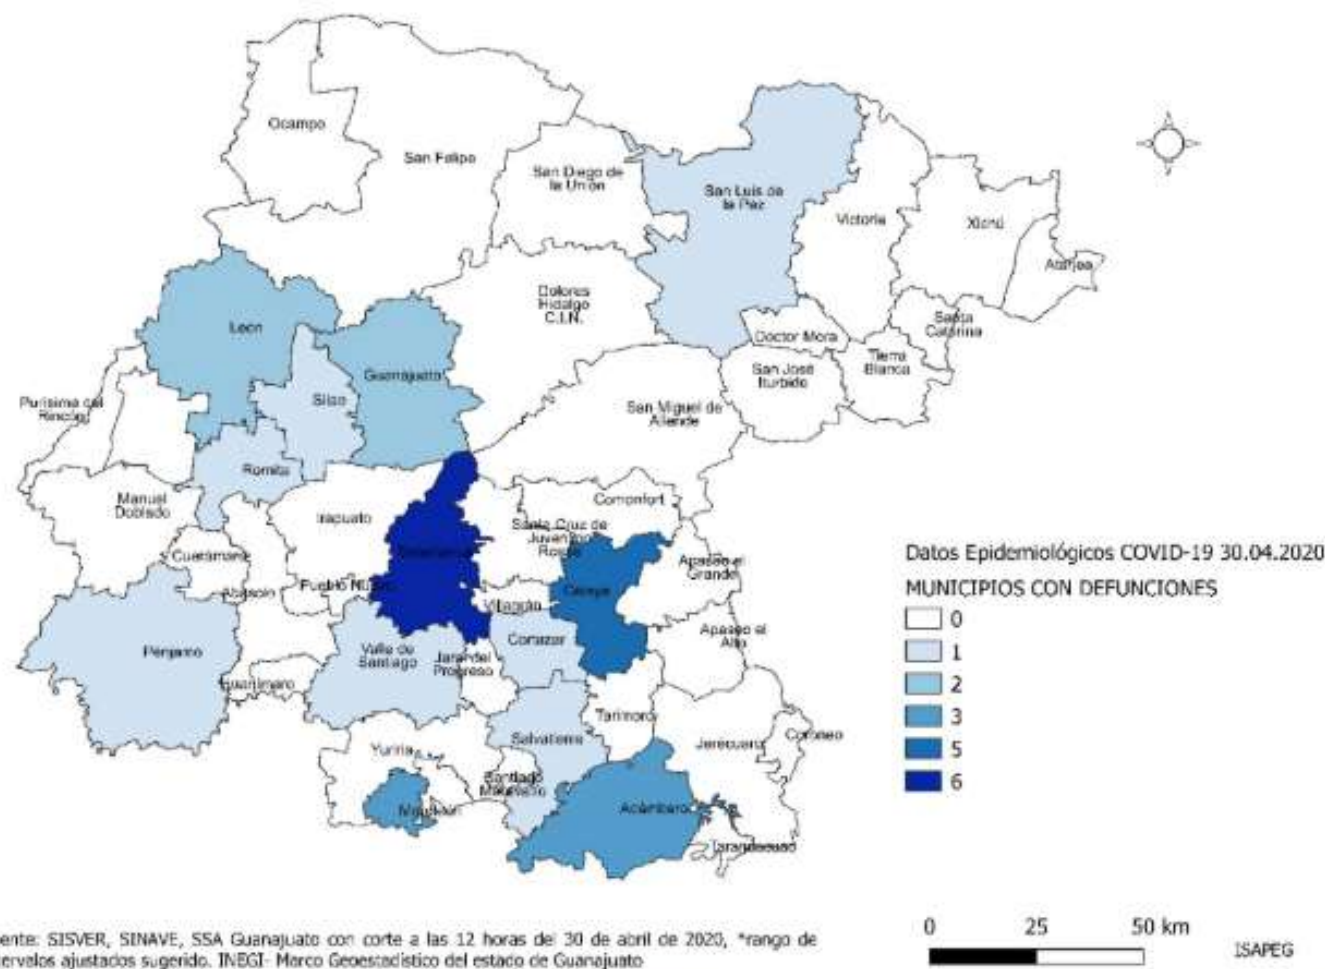 Ocampo
San Felipe
San Diego de
la Unión
San Luis de
la Paz
Victoria
Xichú
Atarjea
Dolores
Hidalgo
C.I.N.
León
Doctor Mora
Santa
Catarina
Tierra
Blanca
San José
Iturbide
Guanajuato
Silao
Purísima del
Rincón
San Miguel de
Allende
Romita
Manuel
Doblado
Irapuato
Comonfort
Santa Cruz de
Juventino
Rosas
Cuerámaro
Salamanca
Apaseo el
Grande
Abasolo
Pueblo Nuevo
Celaya
Villagrán
Pénjamo
Valle de
Santiago
Jaral del
Progreso
Cortazar
Apaseo el
Alto
Huanímaro
Tarimoro
Yuriria
Salvatierra
Jerécuaro
Coroneo
Santiago
Maravatío
Moroleón
Acámbaro
Tarandacuao
Datos Epidemiológicos COVID-19 30.04.2020
MUNICIPIOS CON DEFUNCIONES
0
1
2
3
5
6
ente: SISVER, SINAVE, SSA Guanajuato con corte a las 12 horas del 30 de abril de 2020, *rango de
ervalos ajustados sugerido. INEGI- Marco Geoestadístico del estado de Guanajuato
0 25 50 km
ISAPEG